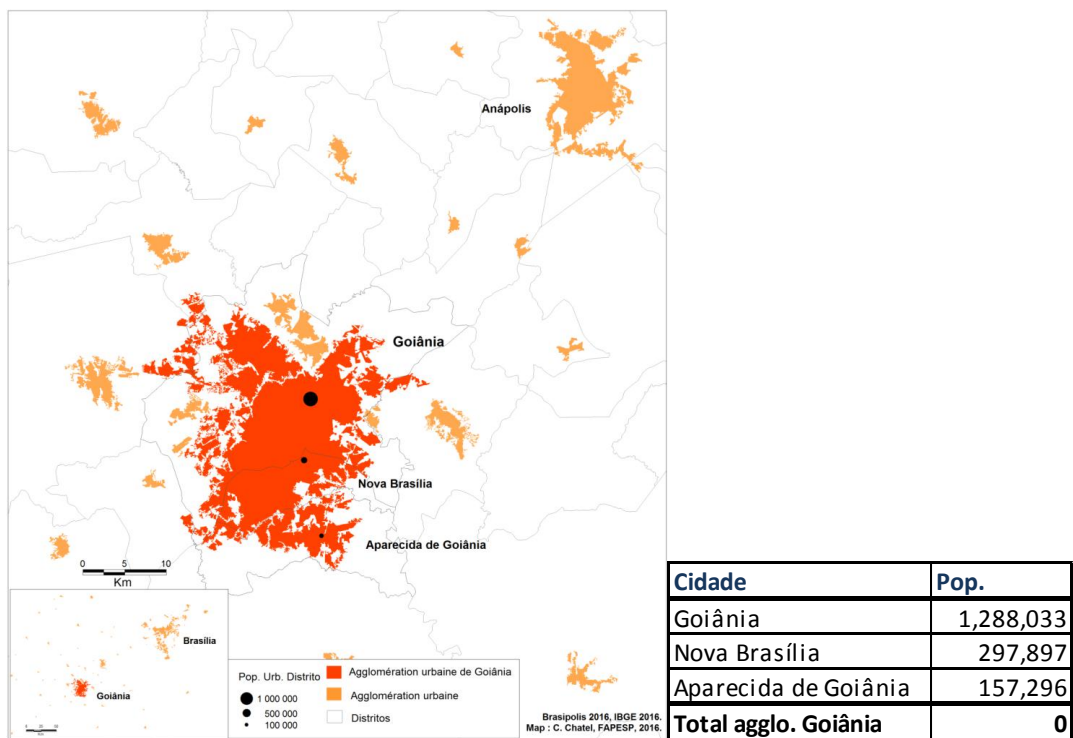 Anápolis
Goiânia
Nova Brasília
Aparecida de Goiânia
0 5 10
Km
Brasília
Goiânia
Pop. Urb. Distrito
1 000 000
500 000
100 000
Agglomération urbaine de Goiânia
Agglomération urbaine
Distritos
Brasipolis 2016, IBGE 2016.
Map : C. Chatel, FAPESP, 2016.
Cidade Pop.
Goiânia 1,288,033
Nova Brasília 297,897
Aparecida de Goiânia 157,296
Total agglo. Goiânia 0